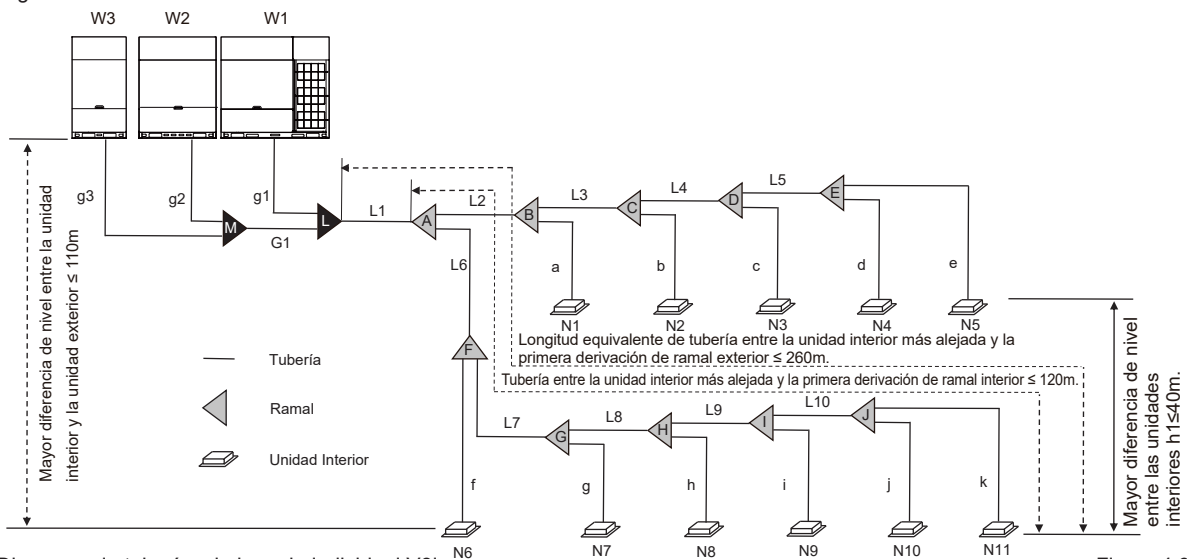 W3 W2 W1
g3 g2 g1
M L
G1
L1 A L2 B L3 C L4 D L5 E
L6
a b c d e
N1 N2 N3 N4 N5
Mayor diferencia de nivel entre la unidad
interior y la unidad exterior ≤ 110m
Longitud equivalente de tubería entre la unidad interior más alejada y la
primera derivación de ramal exterior ≤ 260m.
Tubería entre la unidad interior más alejada y la primera derivación de ramal interior ≤ 120m.
Mayor diferencia de nivel
entre las unidades
interiores h1≤40m.
Tubería
Ramal
Unidad Interior
F
L7 G L8 H L9 I L10 J
f g h i j k
N6 N7 N8 N9 N10 N11